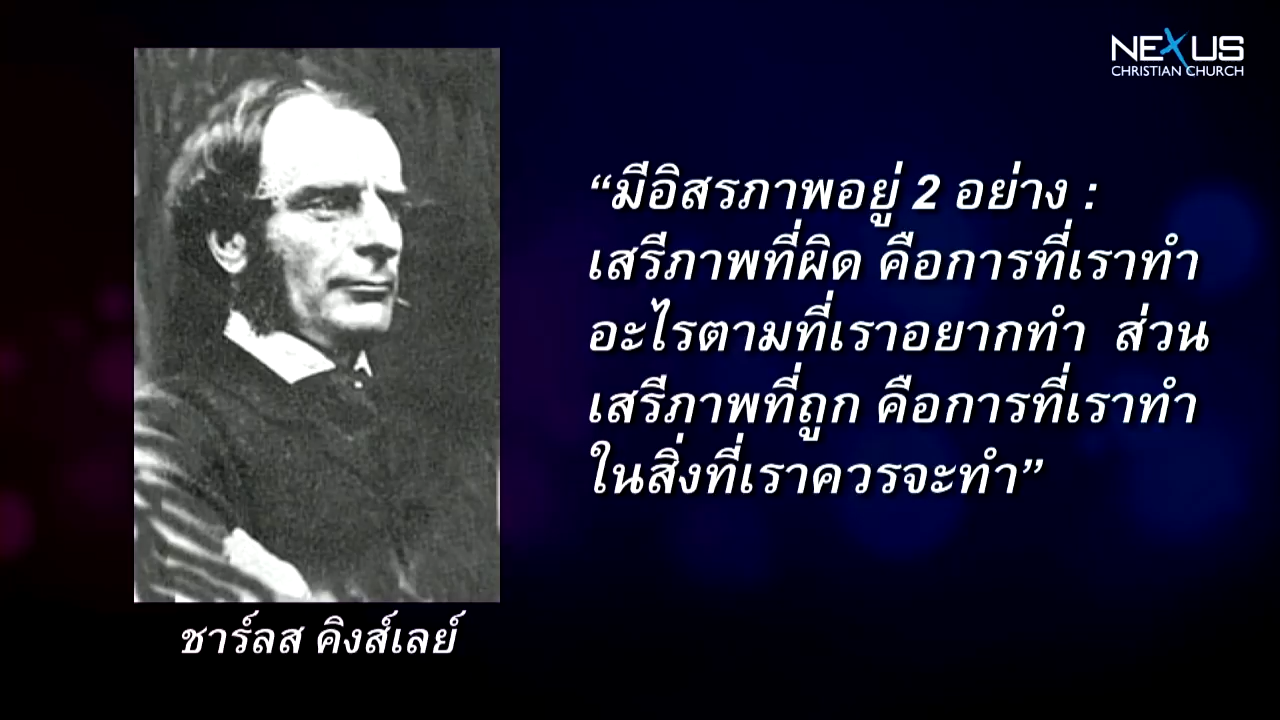 NEXUS
CHRISTIAN CHURCH
“มีอิสรภาพอยู่ 2 อย่าง :
เสรีภาพที่ผิด คือการที่เราทำ
อะไรตามที่เราอยากทำ ส่วน
เสรีภาพที่ถูก คือการที่เราทำ
ในสิ่งที่เราควรจะทำ”
ชาร์ลส คิงส์เลย์